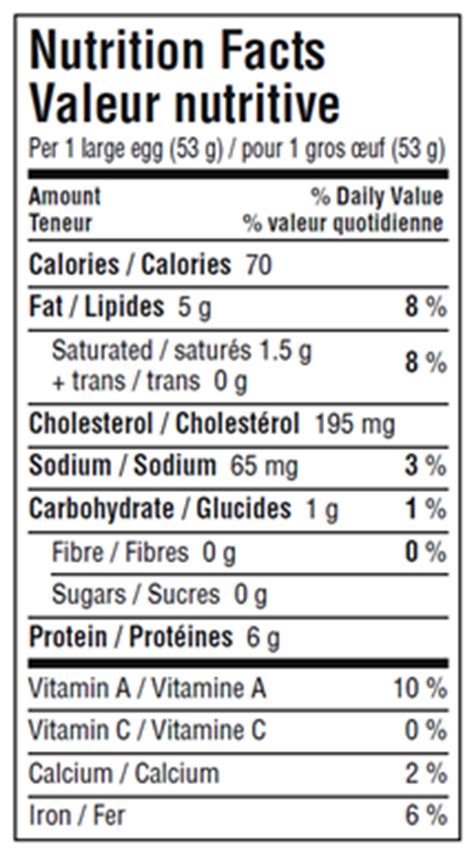 Nutrition Facts
Valeur nutritive
Per 1 large egg (53 g) / pour 1 gros œuf (53 g)
Amount % Daily Value
Teneur % valeur quotidienne
Calories / Calories 70
Fat / Lipides 5 g 8 %
Saturated / saturés 1.5 g
+ trans / trans 0 g 8 %
Cholesterol / Cholestérol 195 mg
Sodium / Sodium 65 mg 3 %
Carbohydrate / Glucides 1 g 1 %
Fibre / Fibres 0 g 0 %
Sugars / Sucres 0 g
Protein / Protéines 6 g
Vitamin A / Vitamine A 10 %
Vitamin C / Vitamine C 0 %
Calcium / Calcium 2 %
Iron / Fer 6 %